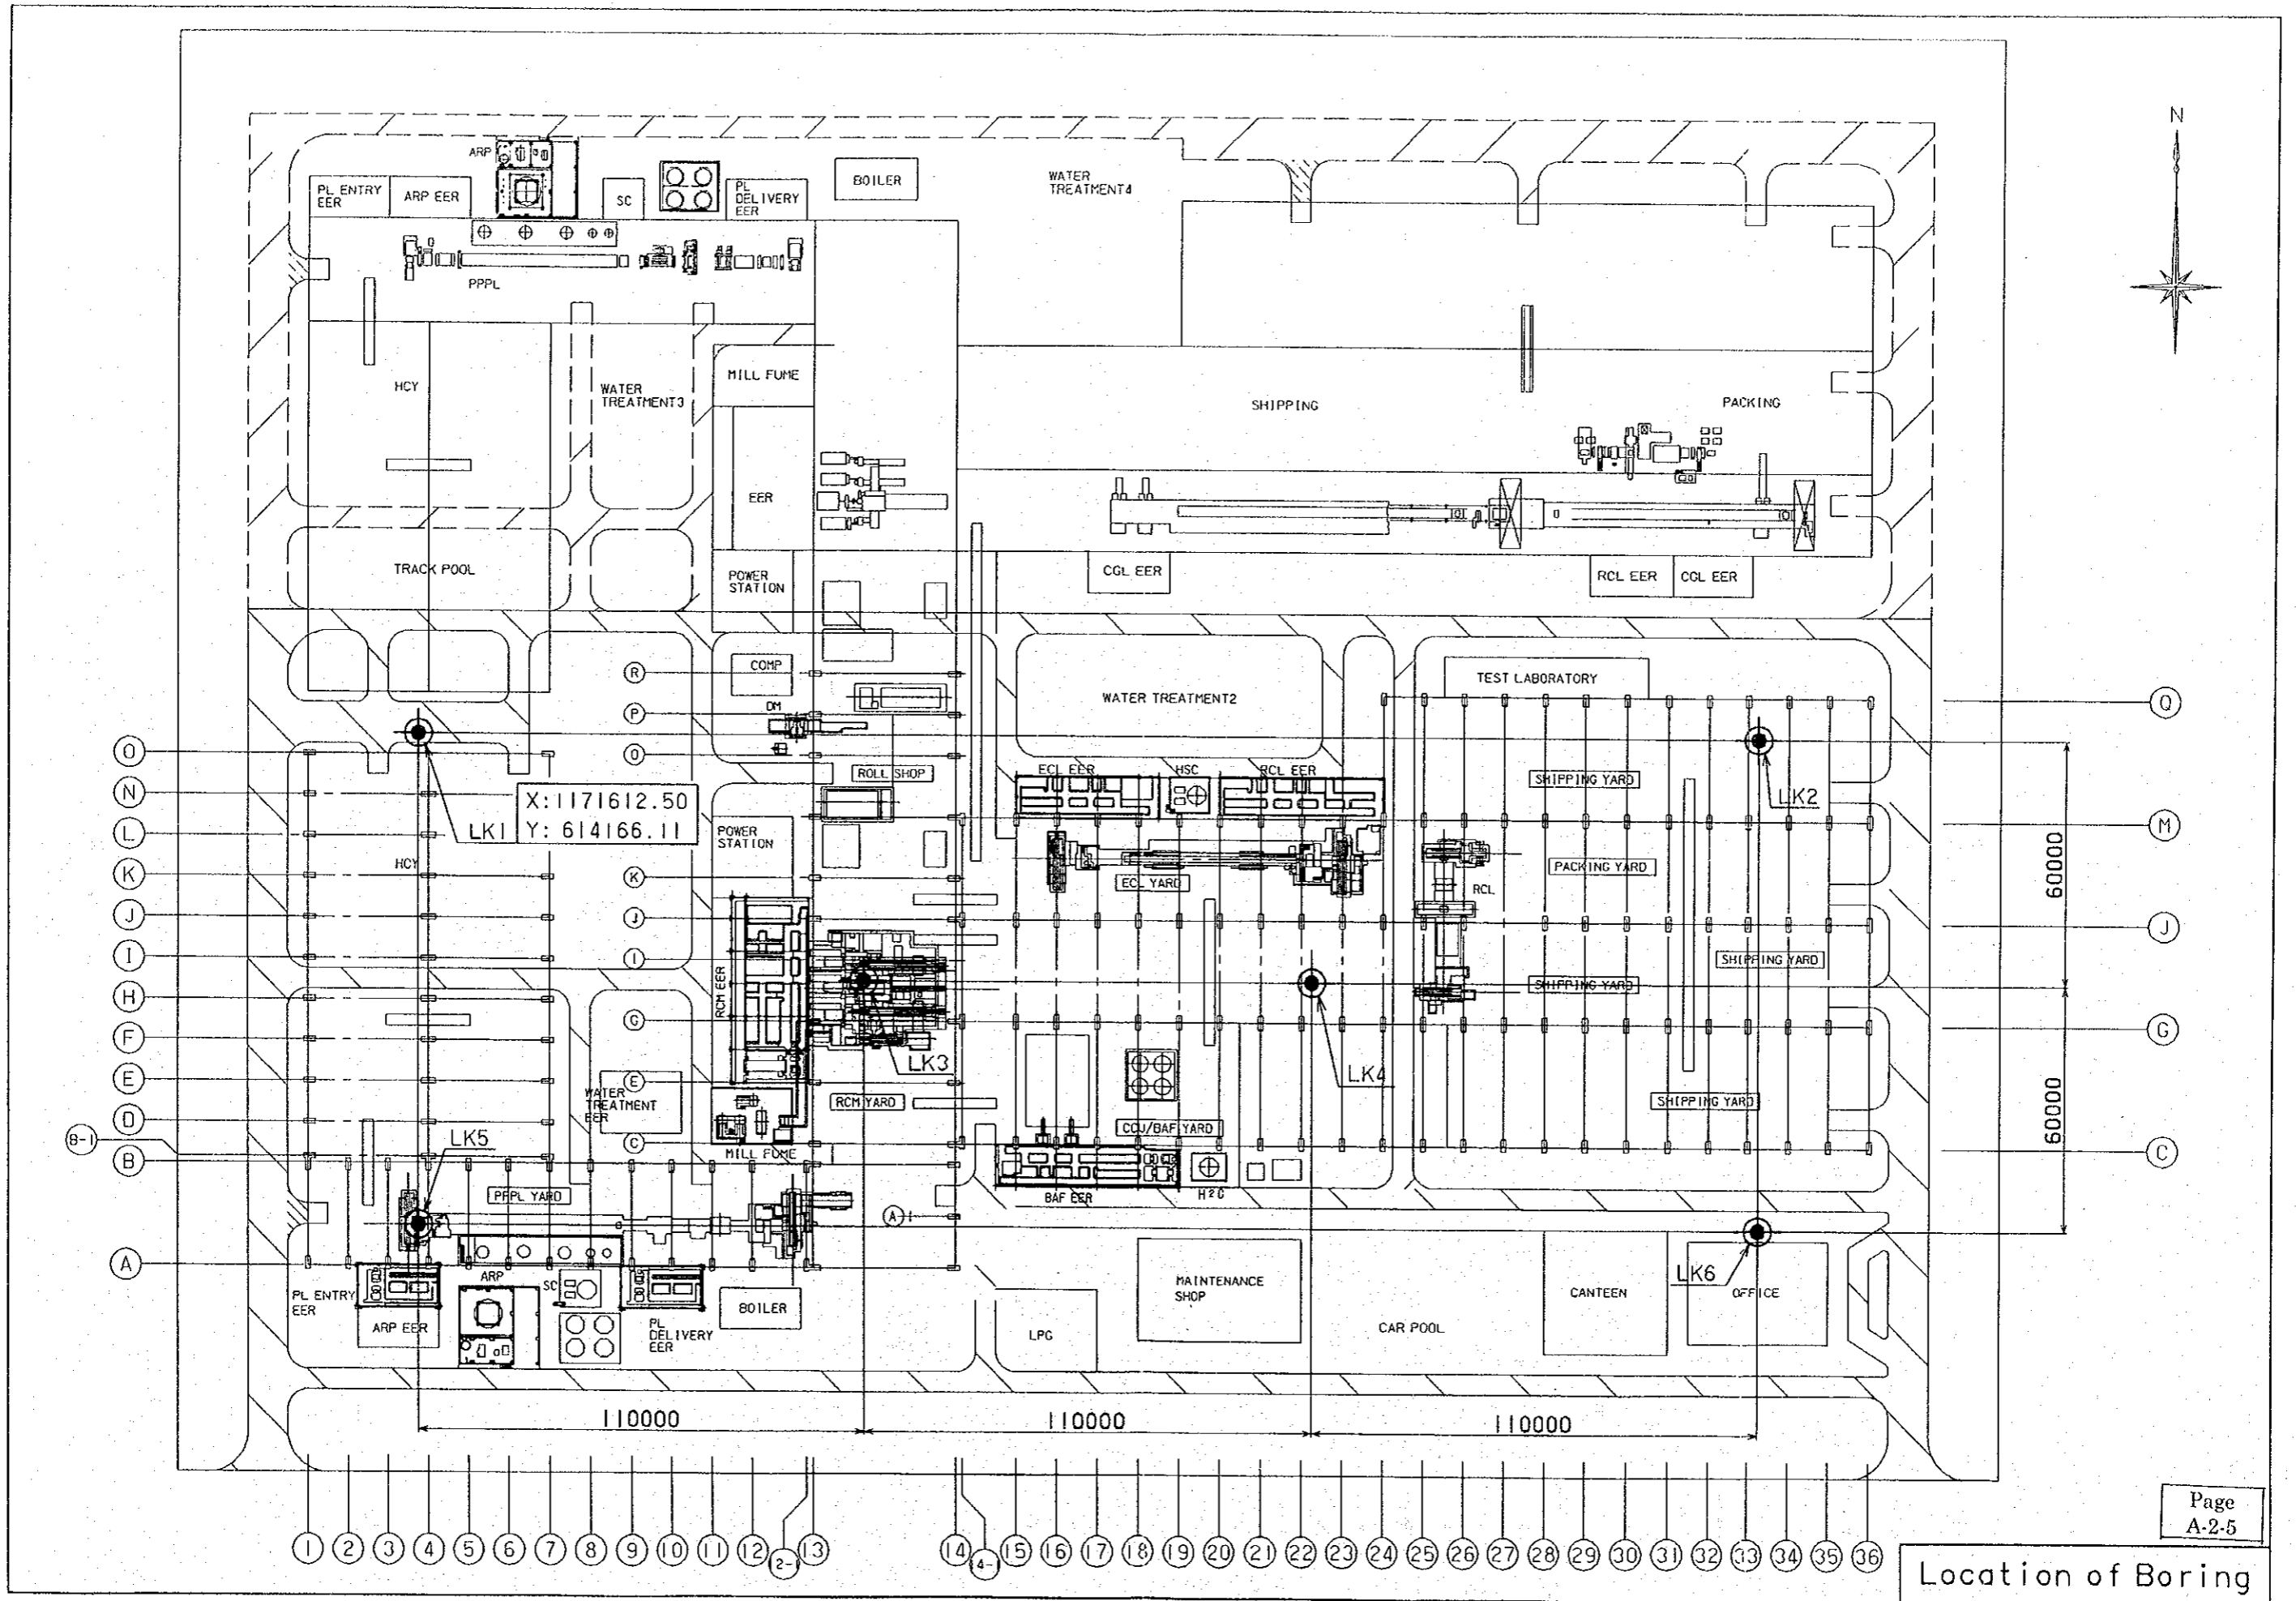 N
ARP
PL ENTRY
EER
ARP EER
SC
PL
DELIVERY
EER
BOILER
WATER
TREATMENT4
PPPL
HCY
WATER
TREATMENT3
MILL FUME
SHIPPING
PACKING
EER
TRACK POOL
POWER
STATION
CGL EER
RCL EER
CGL EER
R
COMP
TEST LABORATORY
WATER TREATMENT2
P
DM
Q
O
O
ROLL SHOP
ECL EER
HSC
RCL EER
SHIPPING YARD
N
X:1171612.50
Y: 614166.11
LK1
LK2
L
M
POWER
STATION
HCY
K
K
ECL YARD
PACKING YARD
RCL
60000
J
J
J
I
I
RCM EER
SHIPPING YARD
H
SHIPPING YARD
G
F
G
LK3
LK4
E
E
WATER
TREATMENT
EER
RCM YARD
SHIPPING YARD
60000
D
CCU/BAF YARD
B-1
LK5
C
MILL FUME
C
B
PPPL YARD
BAF EER
H2G
A-1
A
ARP
SC
PL ENTRY
EER
ARP EER
PL
DELIVERY
EER
BOILER
LPG
MAINTENANCE
SHOP
CAR POOL
CANTEEN
LK6
OFFICE
110000
110000
110000
1 2 3 4 5 6 7 8 9 10 11 12 12-1 13 14 14-1 15 16 17 18 19 20 21 22 23 24 25 26 27 28 29 30 31 32 33 34 35 36
Page
A-2-5
Location of Boring